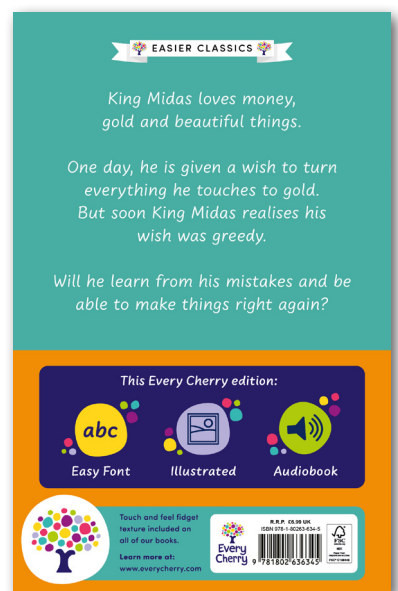 EASIER CLASSICS
King Midas loves money,
gold and beautiful things.
One day, he is given a wish to turn
everything he touches to gold.
But soon King Midas realises his
wish was greedy.
Will he learn from his mistakes and be
able to make things right again?
This Every Cherry edition:
abc
Easy Font
Illustrated
Audiobook
Touch and feel fidget
texture included on
all of our books.
Learn more at:
www.everycherry.com
Every
Cherry
R.R.P. £6.99 UK
ISBN 978-1-80263-634-5
9 781802 636345
FSC